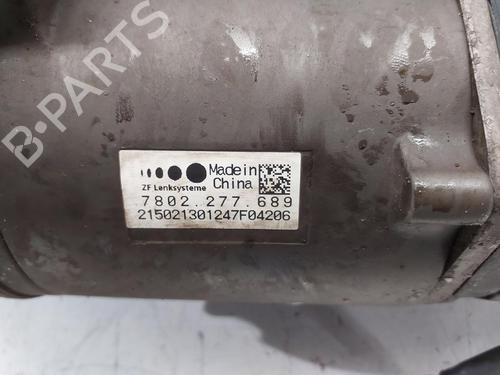 B-PARTS
ZF Lenksysteme
Made in
China
7802.277.689
215021301247F04206